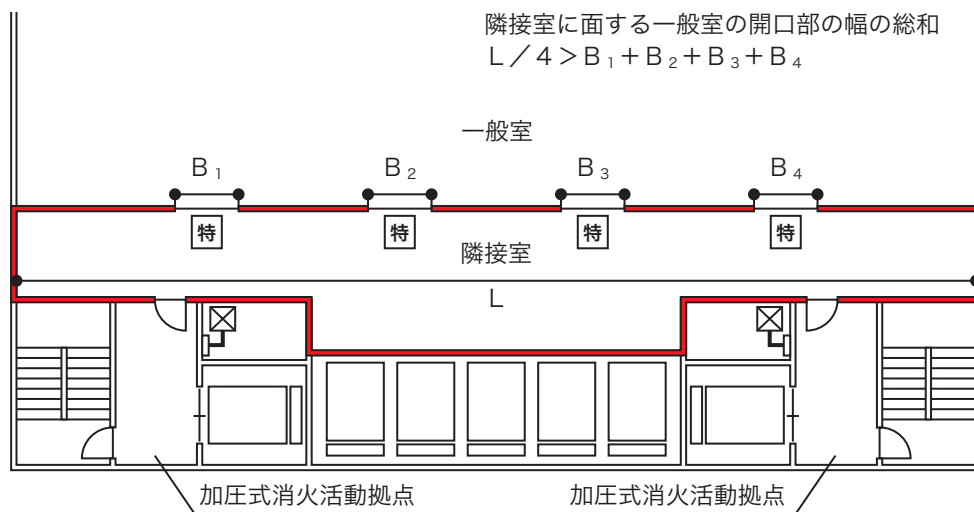 隣接室に面する一般室の開口部の幅の総和
L／4＞B₁＋B₂＋B₃＋B₄
一般室
B₁ B₂ B₃ B₄
特 特 特 特
隣接室
L
加圧式消火活動拠点 加圧式消火活動拠点